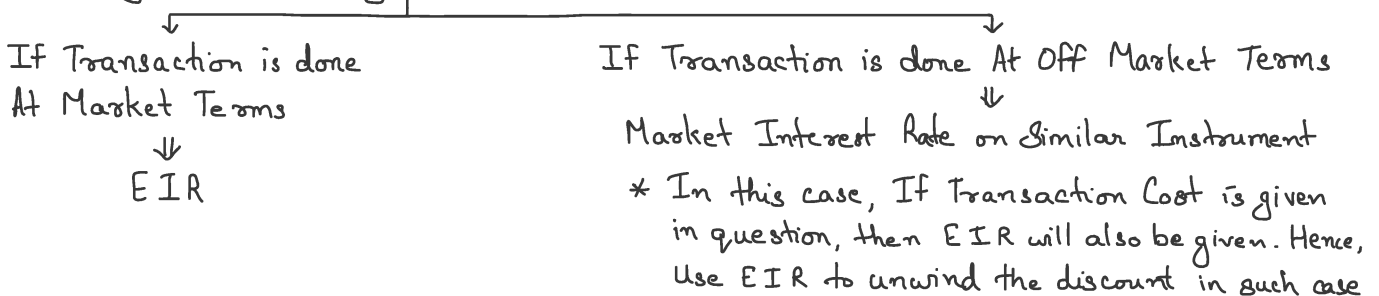 If Transaction is done
At Market Terms
⇓
EIR
If Transaction is done At Off Market Terms
⇓
Market Interest Rate on Similar Instrument
* In this case, If Transaction Cost is given
in question, then EIR will also be given. Hence,
Use EIR to unwind the discount in such case